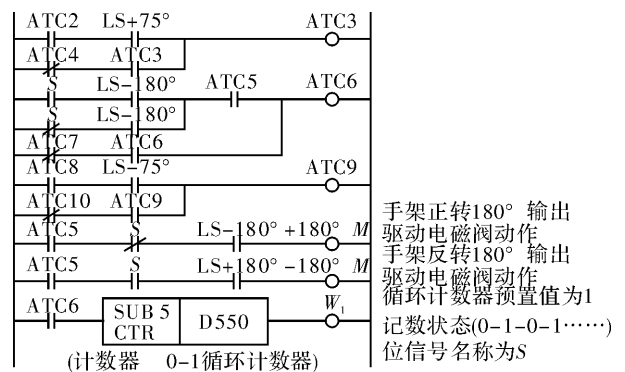 ATC2 LS+75° ATC3
ATC4 ATC3
S LS-180° ATC5 ATC6
S LS-180°
ATC7 ATC6
ATC8 LS-75° ATC9
ATC10 ATC9
ATC5 S LS-180° +180° M
ATC5 S LS+180° -180° M
ATC6 SUB 5 CTR D550 W1
(计数器 0-1循环计数器)
手架正转180° 输出
驱动电磁阀动作
手架反转180° 输出
驱动电磁阀动作
循环计数器预置值为1
记数状态(0-1-0-1……)
位信号名称为S